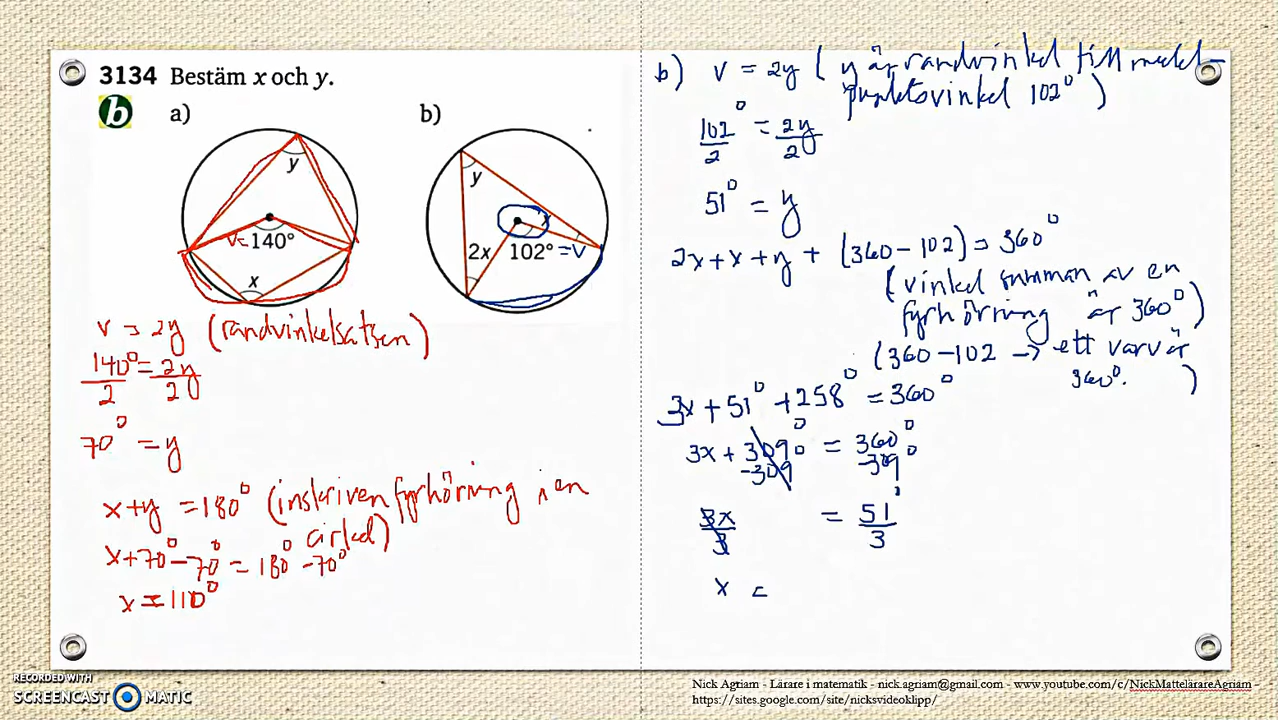 3134 Bestäm x och y.
b a) b)
y
v=140°
x
y
x
2x 102° =v
v = 2y (randvinkelsatsen)
140°/2 = 2y/2
70° = y
x+y = 180° (inskriven fyrhörning i en
cirkel)
x+70°-70° = 180°-70°
x = 110°
b) v = 2y ( y är randvinkel till medel-
punktsvinkel 102° )
102°/2 = 2y/2
51° = y
2x + x + y + (360-102) = 360°
(vinkelsumman av en
fyrhörning är 360°)
(360-102 → ett varv är
360°. )
3x + 51° + 258° = 360°
3x + 309° = 360°
-309° -309°
3x/3 = 51°/3
x =
RECORDED WITH
SCREENCAST MATIC
Nick Agriam - Lärare i matematik - nick.agriam@gmail.com - www.youtube.com/c/NickMattelärareAgriam
https://sites.google.com/site/nicksvideoklipp/